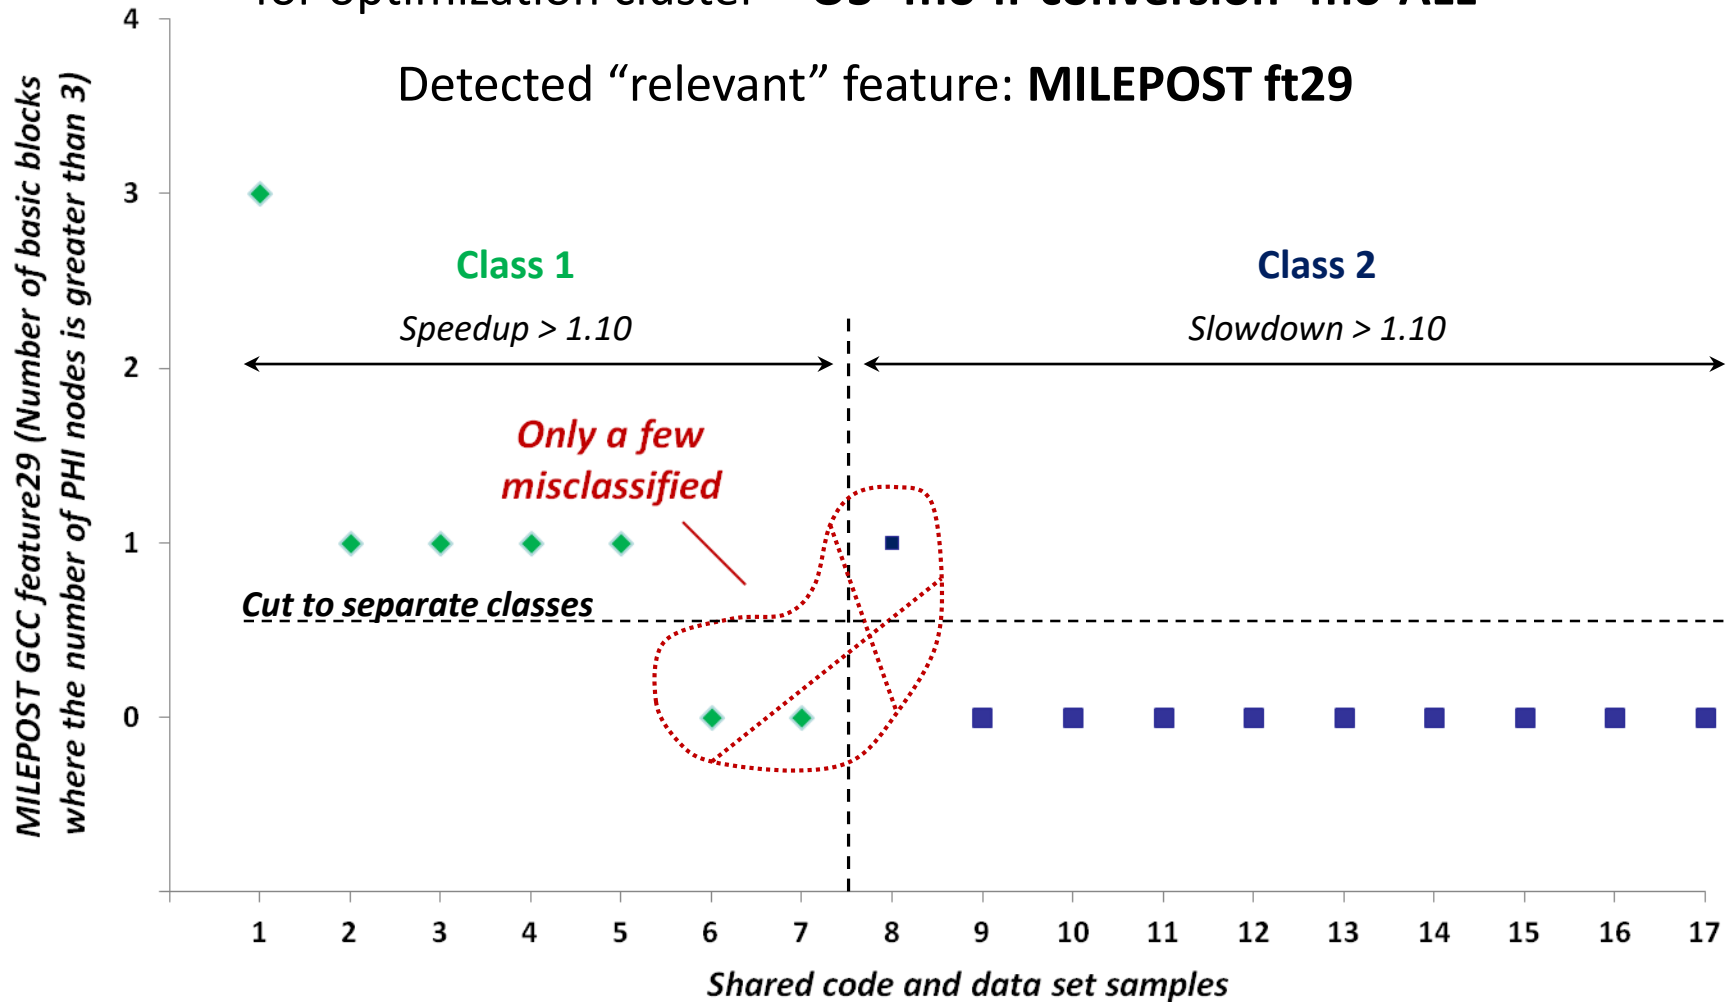 for optimization cluster
Detected “relevant” feature: MILEPOST ft29
MILEPOST GCC feature29 (Number of basic blocks
where the number of PHI nodes is greater than 3)
4
3
2
1
0
Class 1
Speedup > 1.10
Class 2
Slowdown > 1.10
Only a few
misclassified
Cut to separate classes
1 2 3 4 5 6 7 8 9 10 11 12 13 14 15 16 17
Shared code and data set samples